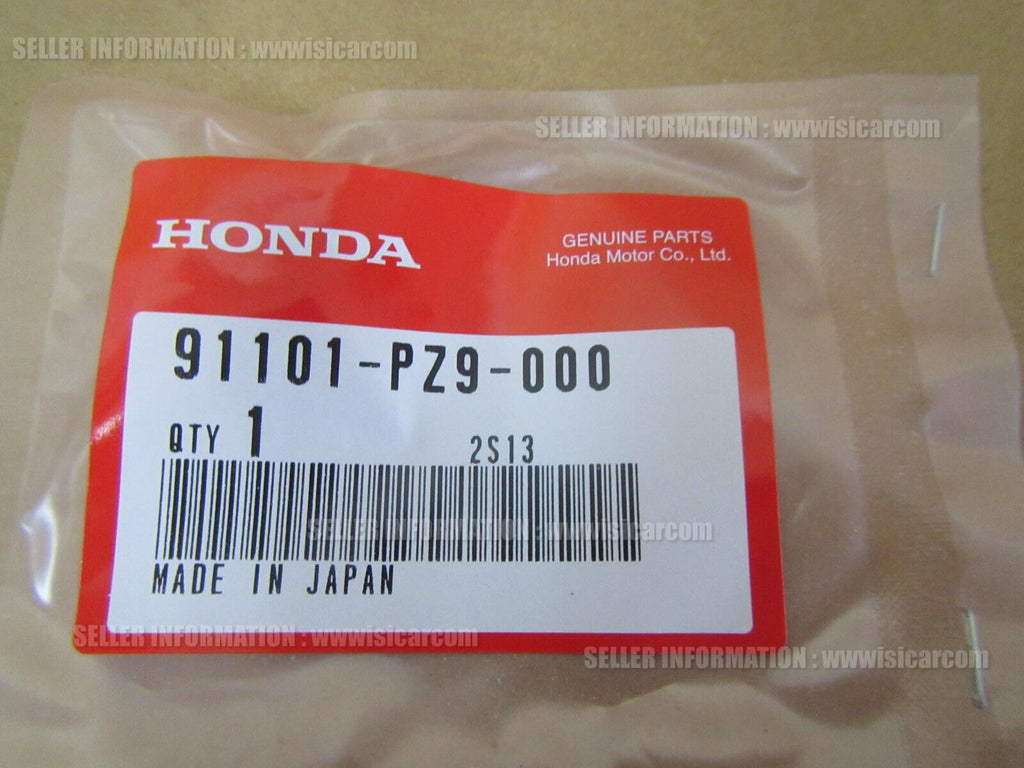 SELLER INFORMATION : wwwisicarcom
SELLER INFORMATION : wwwisicarcom
HONDA
GENUINE PARTS
Honda Motor Co., Ltd.
91101-PZ9-000
QTY 1
2S13
SELLER INFORMATION : wwwisicarcom
MADE IN JAPAN
SELLER INFORMATION : wwwisicarcom
SELLER INFORMATION : wwwisicarcom